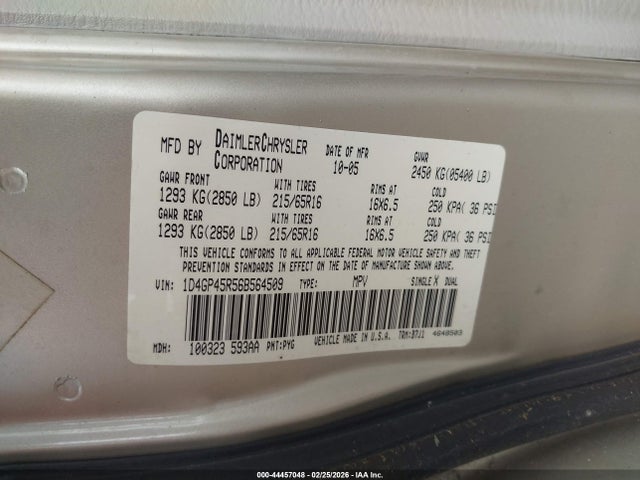 MFD BY DAIMLERCHRYSLER CORPORATION DATE OF MFR 10-05 GVWR 2450 KG(05400 LB)
GAWR FRONT WITH TIRES RIMS AT COLD
1293 KG(2850 LB) 215/65R16 16X6.5 250 KPA( 36 PSI
GAWR REAR WITH TIRES RIMS AT COLD
1293 KG(2850 LB) 215/65R16 16X6.5 250 KPA( 36 PSI
THIS VEHICLE CONFORMS TO ALL APPLICABLE FEDERAL MOTOR VEHICLE SAFETY AND THEFT
PREVENTION STANDARDS IN EFFECT ON THE DATE OF MANUFACTURE SHOWN ABOVE.
VIN: 1D4GP45R56B564509 TYPE: MPV SINGLE X DUAL
MDH: 100323 593AA PNT:PYG VEHICLE MADE IN U.S.A. TRM:B7J1 4648503
000-44457048 - 02/25/2026 - IAA Inc.